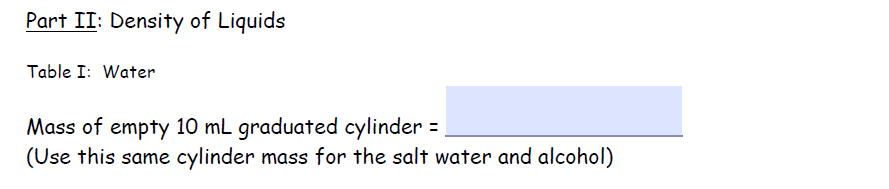 Part II: Density of Liquids
Table I: Water
Mass of empty 10 mL graduated cylinder =
(Use this same cylinder mass for the salt water and alcohol)